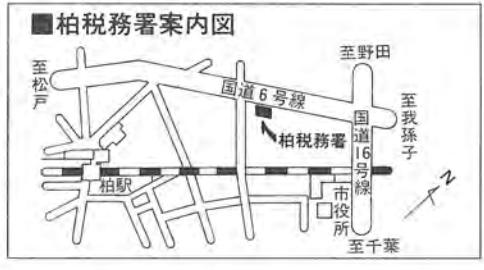 ■柏税務署案内図
至野田
至松戸
国道6号線
至我孫子
柏税務署
国道16号線
柏駅
市役所
至千葉
N